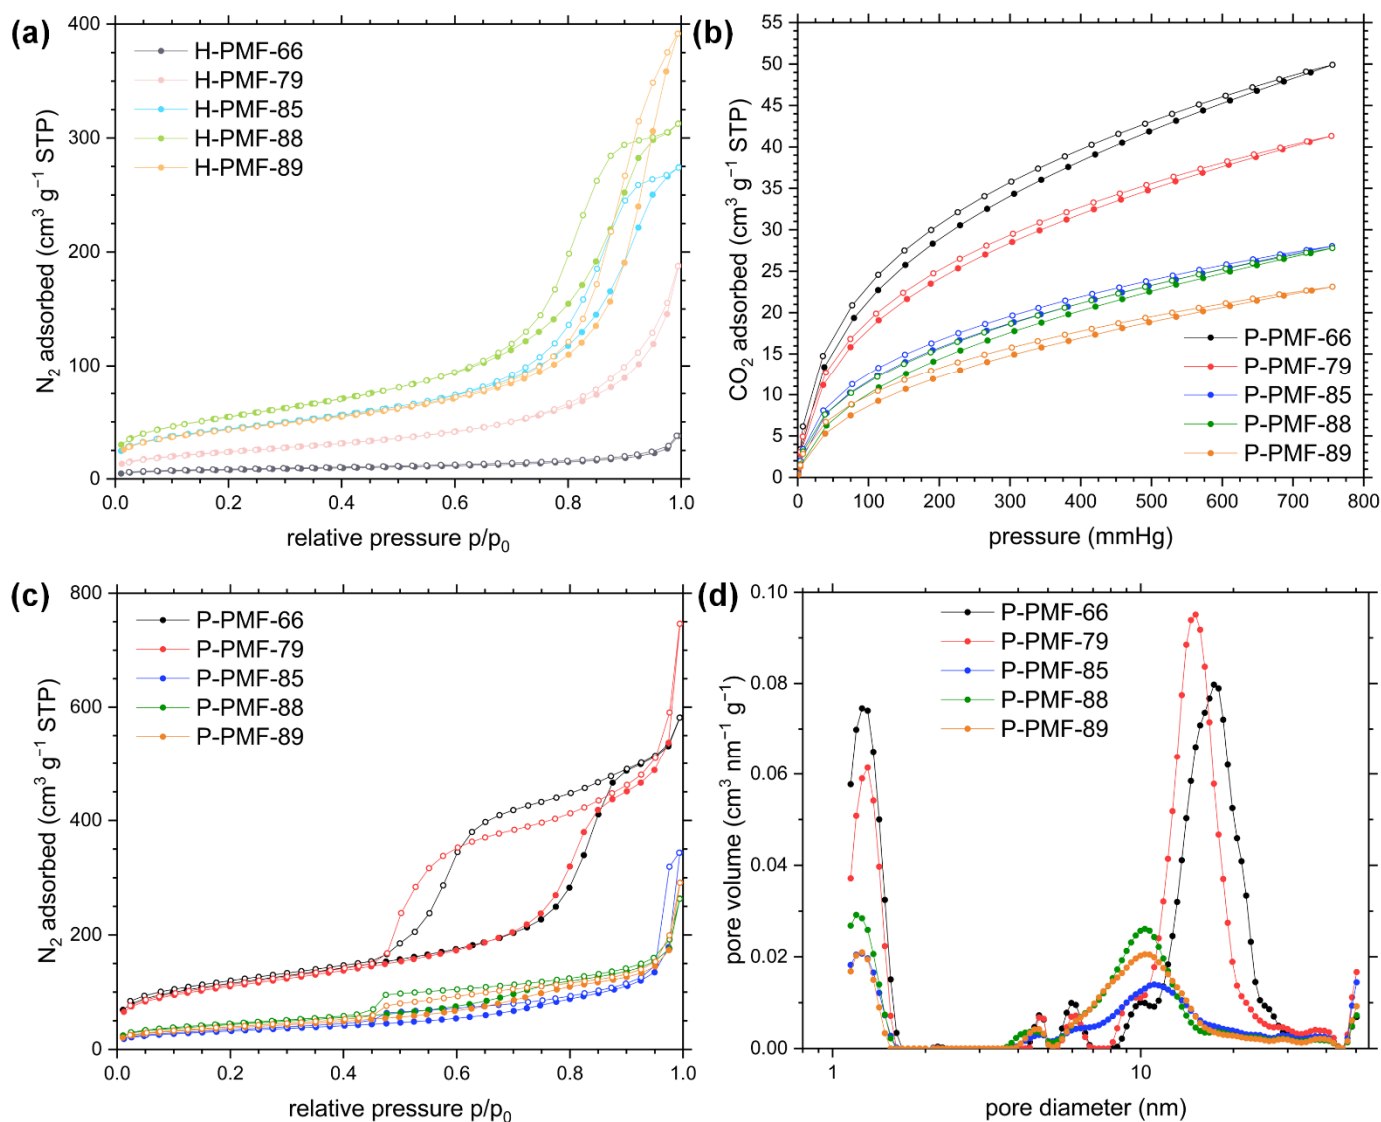 (a)
400
300
200
100
0
N₂ adsorbed (cm³ g⁻¹ STP)
H-PMF-66
H-PMF-79
H-PMF-85
H-PMF-88
H-PMF-89
0.0 0.2 0.4 0.6 0.8 1.0
relative pressure p/p₀
(b)
55
50
45
40
35
30
25
20
15
10
5
0
CO₂ adsorbed (cm³ g⁻¹ STP)
P-PMF-66
P-PMF-79
P-PMF-85
P-PMF-88
P-PMF-89
0 100 200 300 400 500 600 700 800
pressure (mmHg)
(c)
800
600
400
200
0
N₂ adsorbed (cm³ g⁻¹ STP)
P-PMF-66
P-PMF-79
P-PMF-85
P-PMF-88
P-PMF-89
0.0 0.2 0.4 0.6 0.8 1.0
relative pressure p/p₀
(d)
0.10
0.08
0.06
0.04
0.02
0.00
pore volume (cm³ nm⁻¹ g⁻¹)
P-PMF-66
P-PMF-79
P-PMF-85
P-PMF-88
P-PMF-89
1 10
pore diameter (nm)